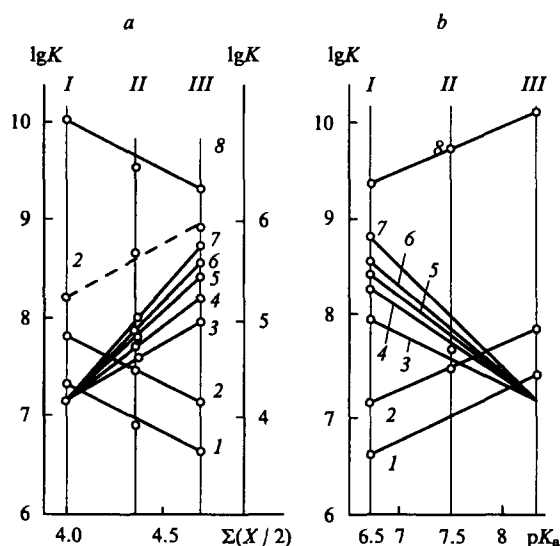 a b
lgK lgK lgK
I II III I II III
10 8 10 8
9 6 7 9 7 6
2 6 5
5 4
8 5 3 8 4 3
2
7 4 1 7 2 1
6 6
4.0 4.5 Σ(X / 2) 6.5 7 7.5 8 pKa